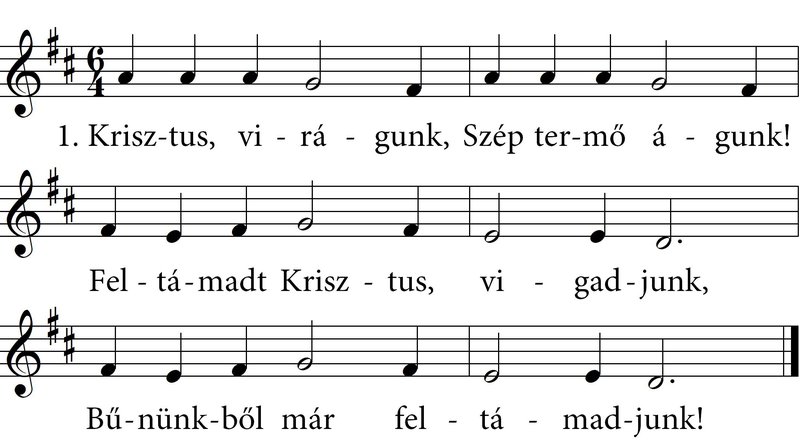 6
4
1. Krisz-tus, vi - rá - gunk, Szép ter-mő á - gunk!
Fel - tá-madt Krisz - tus, vi - gad-junk,
Bű-nünk-ből már fel - tá - mad-junk!